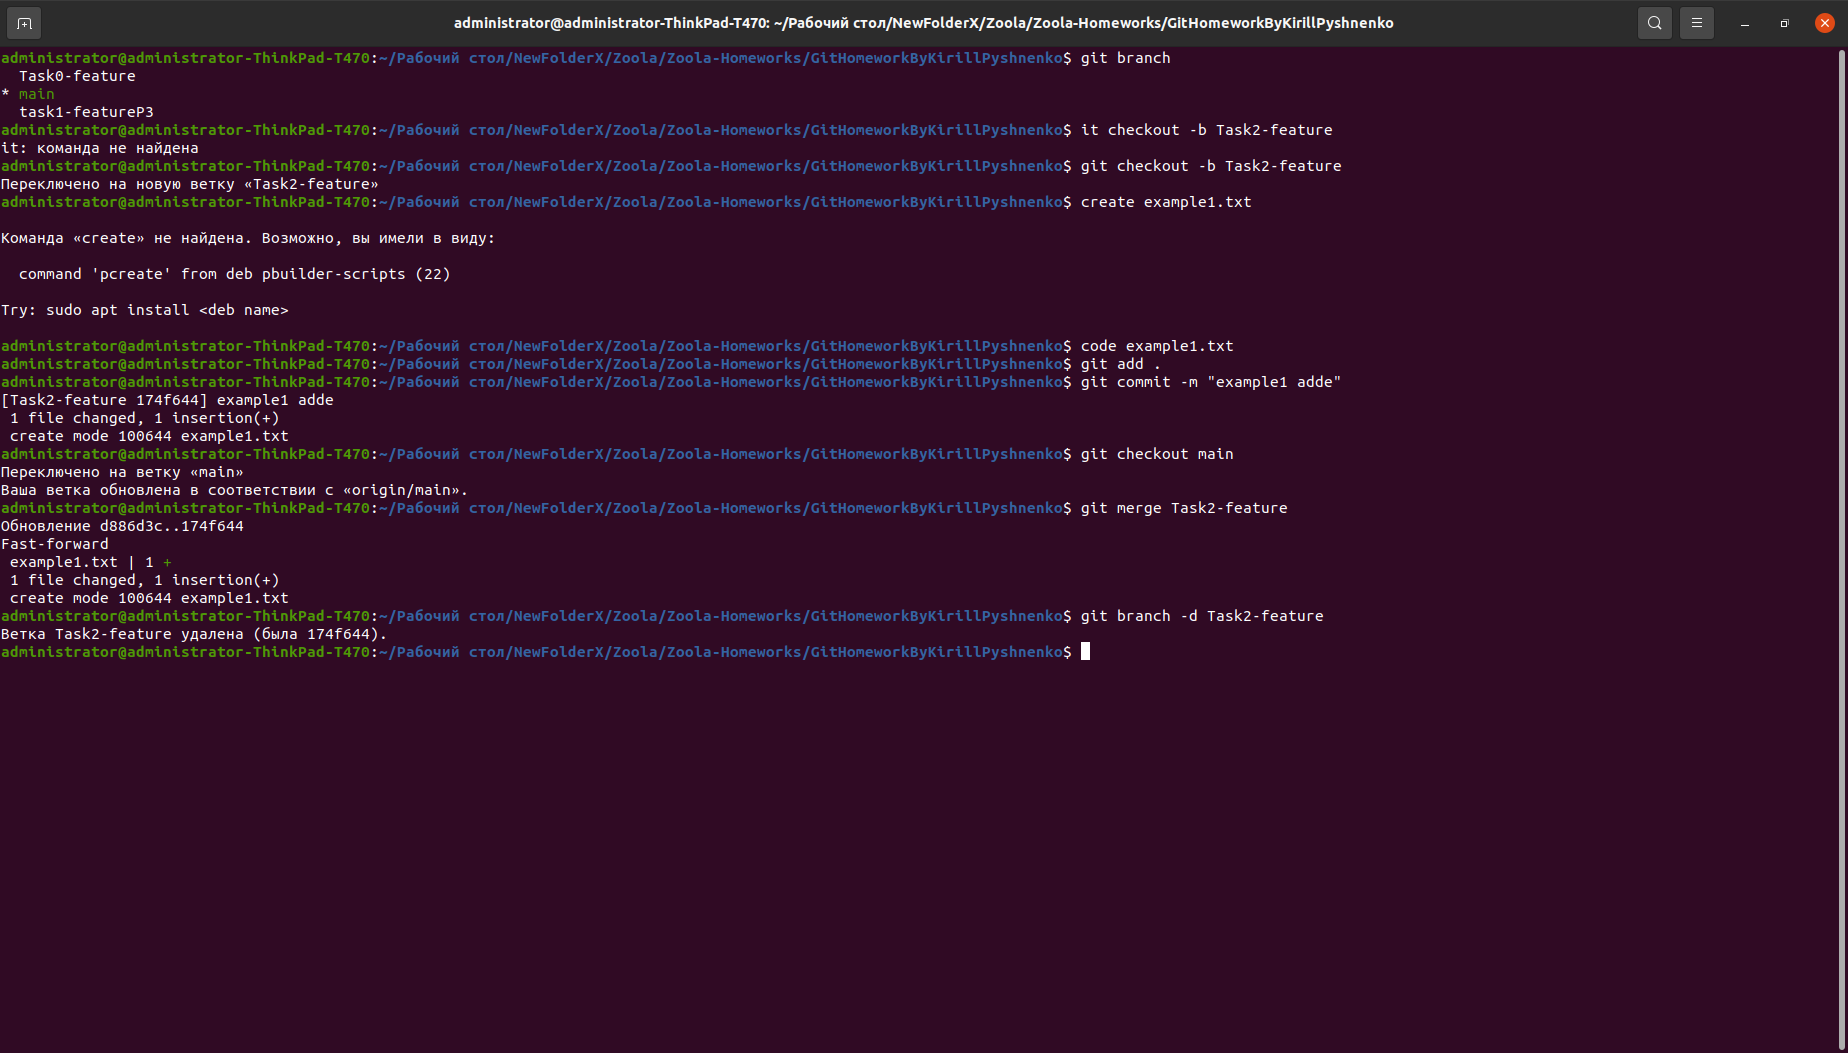 administrator@administrator-ThinkPad-T470: ~/Рабочий стол/NewFolderX/Zoola/Zoola-Homeworks/GitHomeworkByKirillPyshnenko
administrator@administrator-ThinkPad-T470:~/Рабочий стол/NewFolderX/Zoola/Zoola-Homeworks/GitHomeworkByKirillPyshnenko$ git branch
  Task0-feature
* main
  task1-featureP3
administrator@administrator-ThinkPad-T470:~/Рабочий стол/NewFolderX/Zoola/Zoola-Homeworks/GitHomeworkByKirillPyshnenko$ it checkout -b Task2-feature
it: команда не найдена
administrator@administrator-ThinkPad-T470:~/Рабочий стол/NewFolderX/Zoola/Zoola-Homeworks/GitHomeworkByKirillPyshnenko$ git checkout -b Task2-feature
Переключено на новую ветку «Task2-feature»
administrator@administrator-ThinkPad-T470:~/Рабочий стол/NewFolderX/Zoola/Zoola-Homeworks/GitHomeworkByKirillPyshnenko$ create example1.txt
Команда «create» не найдена. Возможно, вы имели в виду:
  command 'pcreate' from deb pbuilder-scripts (22)
Try: sudo apt install <deb name>
administrator@administrator-ThinkPad-T470:~/Рабочий стол/NewFolderX/Zoola/Zoola-Homeworks/GitHomeworkByKirillPyshnenko$ code example1.txt
administrator@administrator-ThinkPad-T470:~/Рабочий стол/NewFolderX/Zoola/Zoola-Homeworks/GitHomeworkByKirillPyshnenko$ git add .
administrator@administrator-ThinkPad-T470:~/Рабочий стол/NewFolderX/Zoola/Zoola-Homeworks/GitHomeworkByKirillPyshnenko$ git commit -m "example1 adde"
[Task2-feature 174f644] example1 adde
 1 file changed, 1 insertion(+)
 create mode 100644 example1.txt
administrator@administrator-ThinkPad-T470:~/Рабочий стол/NewFolderX/Zoola/Zoola-Homeworks/GitHomeworkByKirillPyshnenko$ git checkout main
Переключено на ветку «main»
Ваша ветка обновлена в соответствии с «origin/main».
administrator@administrator-ThinkPad-T470:~/Рабочий стол/NewFolderX/Zoola/Zoola-Homeworks/GitHomeworkByKirillPyshnenko$ git merge Task2-feature
Обновление d886d3c..174f644
Fast-forward
 example1.txt | 1 +
 1 file changed, 1 insertion(+)
 create mode 100644 example1.txt
administrator@administrator-ThinkPad-T470:~/Рабочий стол/NewFolderX/Zoola/Zoola-Homeworks/GitHomeworkByKirillPyshnenko$ git branch -d Task2-feature
Ветка Task2-feature удалена (была 174f644).
administrator@administrator-ThinkPad-T470:~/Рабочий стол/NewFolderX/Zoola/Zoola-Homeworks/GitHomeworkByKirillPyshnenko$